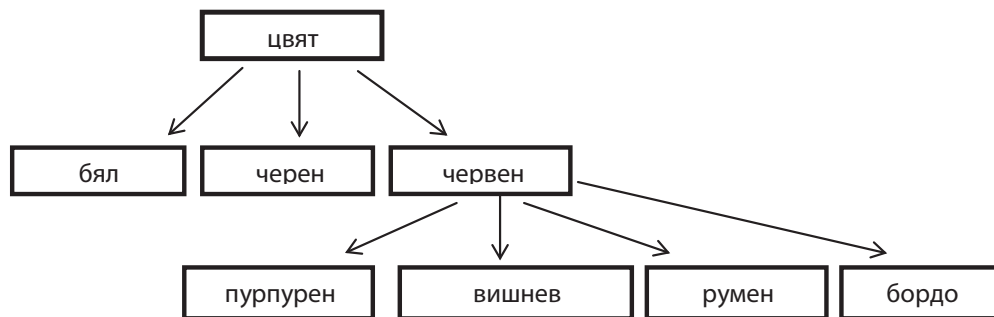 цвят
бял черен червен
пурпурен вишнев румен бордо